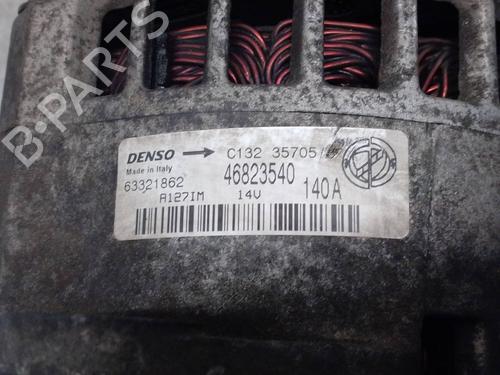 B-PARTS
DENSO C132 35705
Made in Italy
63321862 46823540
A127IM 14V 140A